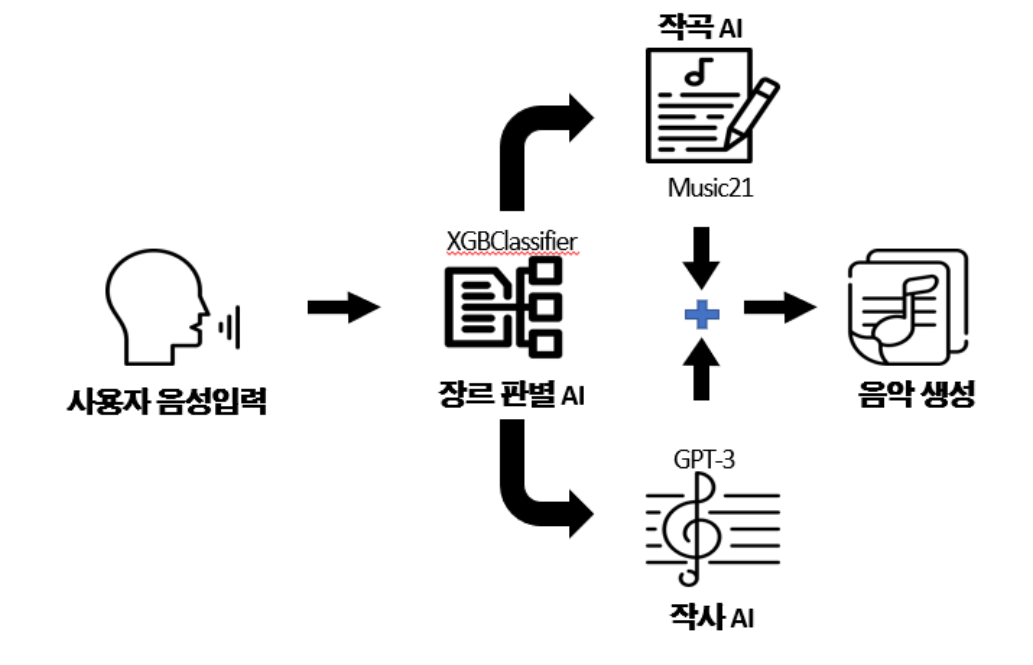 작곡 AI
Music21
XGBClassifier
사용자 음성입력
장르 판별 AI
음악 생성
GPT-3
작사 AI